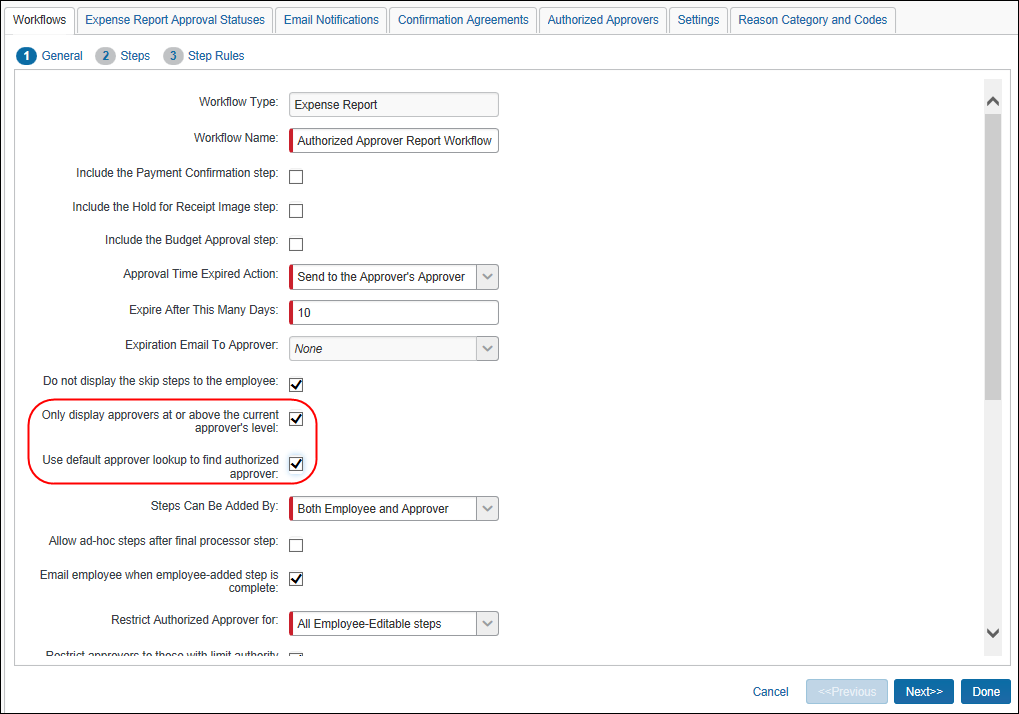 Workflows Expense Report Approval Statuses Email Notifications Confirmation Agreements Authorized Approvers Settings Reason Category and Codes
1 General 2 Steps 3 Step Rules
Workflow Type: Expense Report
Workflow Name: Authorized Approver Report Workflow
Include the Payment Confirmation step:
Include the Hold for Receipt Image step:
Include the Budget Approval step:
Approval Time Expired Action: Send to the Approver's Approver
Expire After This Many Days: 10
Expiration Email To Approver: None
Do not display the skip steps to the employee:
Only display approvers at or above the current
approver's level:
Use default approver lookup to find authorized
approver:
Steps Can Be Added By: Both Employee and Approver
Allow ad-hoc steps after final processor step:
Email employee when employee-added step is
complete:
Restrict Authorized Approver for: All Employee-Editable steps
Restrict approvers to those with limit authority
Cancel <<Previous Next>> Done